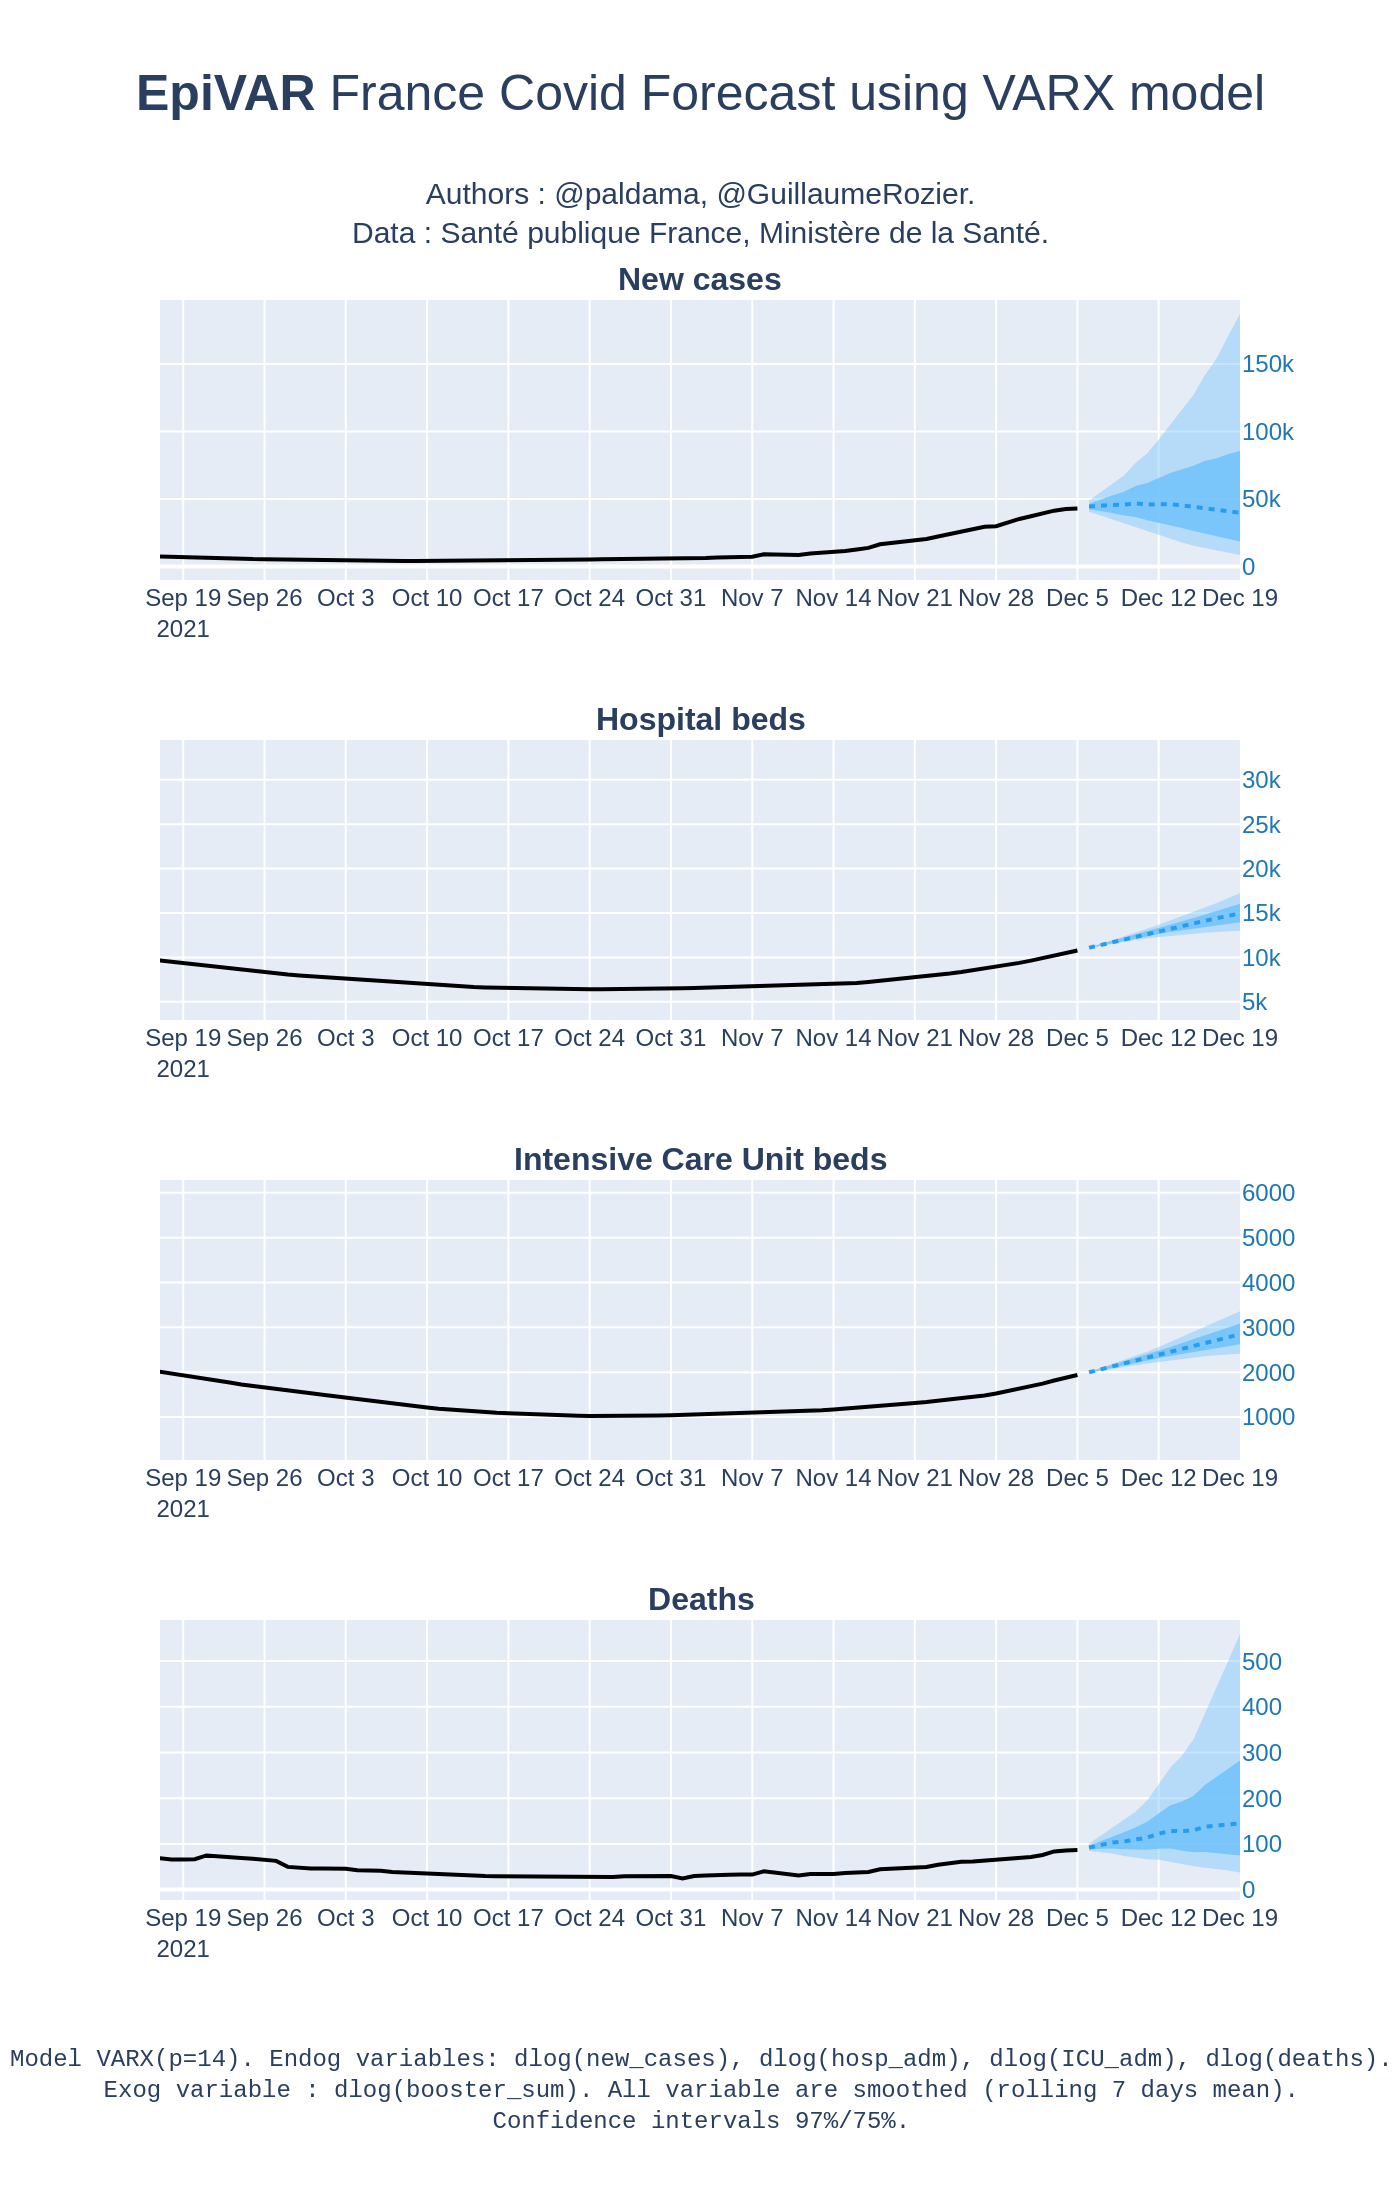 EpiVAR France Covid Forecast using VARX model
Authors : @paldama, @GuillaumeRozier.
Data : Santé publique France, Ministère de la Santé.
New cases
150k
100k
50k
0
Sep 19 Sep 26 Oct 3 Oct 10 Oct 17 Oct 24 Oct 31 Nov 7 Nov 14 Nov 21 Nov 28 Dec 5 Dec 12 Dec 19
2021
Hospital beds
30k
25k
20k
15k
10k
5k
Sep 19 Sep 26 Oct 3 Oct 10 Oct 17 Oct 24 Oct 31 Nov 7 Nov 14 Nov 21 Nov 28 Dec 5 Dec 12 Dec 19
2021
Intensive Care Unit beds
6000
5000
4000
3000
2000
1000
Sep 19 Sep 26 Oct 3 Oct 10 Oct 17 Oct 24 Oct 31 Nov 7 Nov 14 Nov 21 Nov 28 Dec 5 Dec 12 Dec 19
2021
Deaths
500
400
300
200
100
0
Sep 19 Sep 26 Oct 3 Oct 10 Oct 17 Oct 24 Oct 31 Nov 7 Nov 14 Nov 21 Nov 28 Dec 5 Dec 12 Dec 19
2021
Model VARX(p=14). Endog variables: dlog(new_cases), dlog(hosp_adm), dlog(ICU_adm), dlog(deaths).
Exog variable : dlog(booster_sum). All variable are smoothed (rolling 7 days mean).
Confidence intervals 97%/75%.